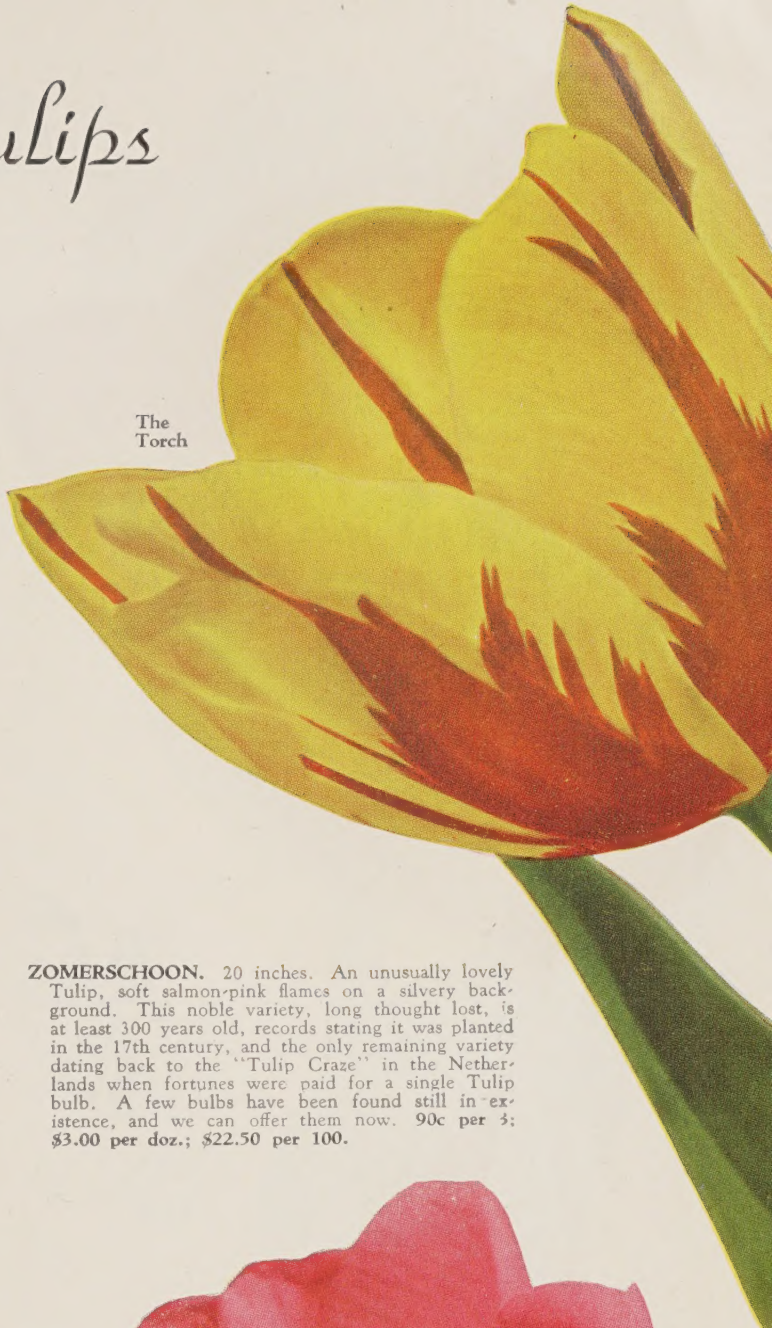 ulips
The
Torch
ZOMERSCHOON. 20 inches. An unusually lovely
Tulip, soft salmon-pink flames on a silvery back-
ground. This noble variety, long thought lost, is
at least 300 years old, records stating it was planted
in the 17th century, and the only remaining variety
dating back to the "Tulip Craze" in the Nether-
lands when fortunes were paid for a single Tulip
bulb. A few bulbs have been found still in ex-
istence, and we can offer them now. 90c per 3;
$3.00 per doz.; $22.50 per 100.